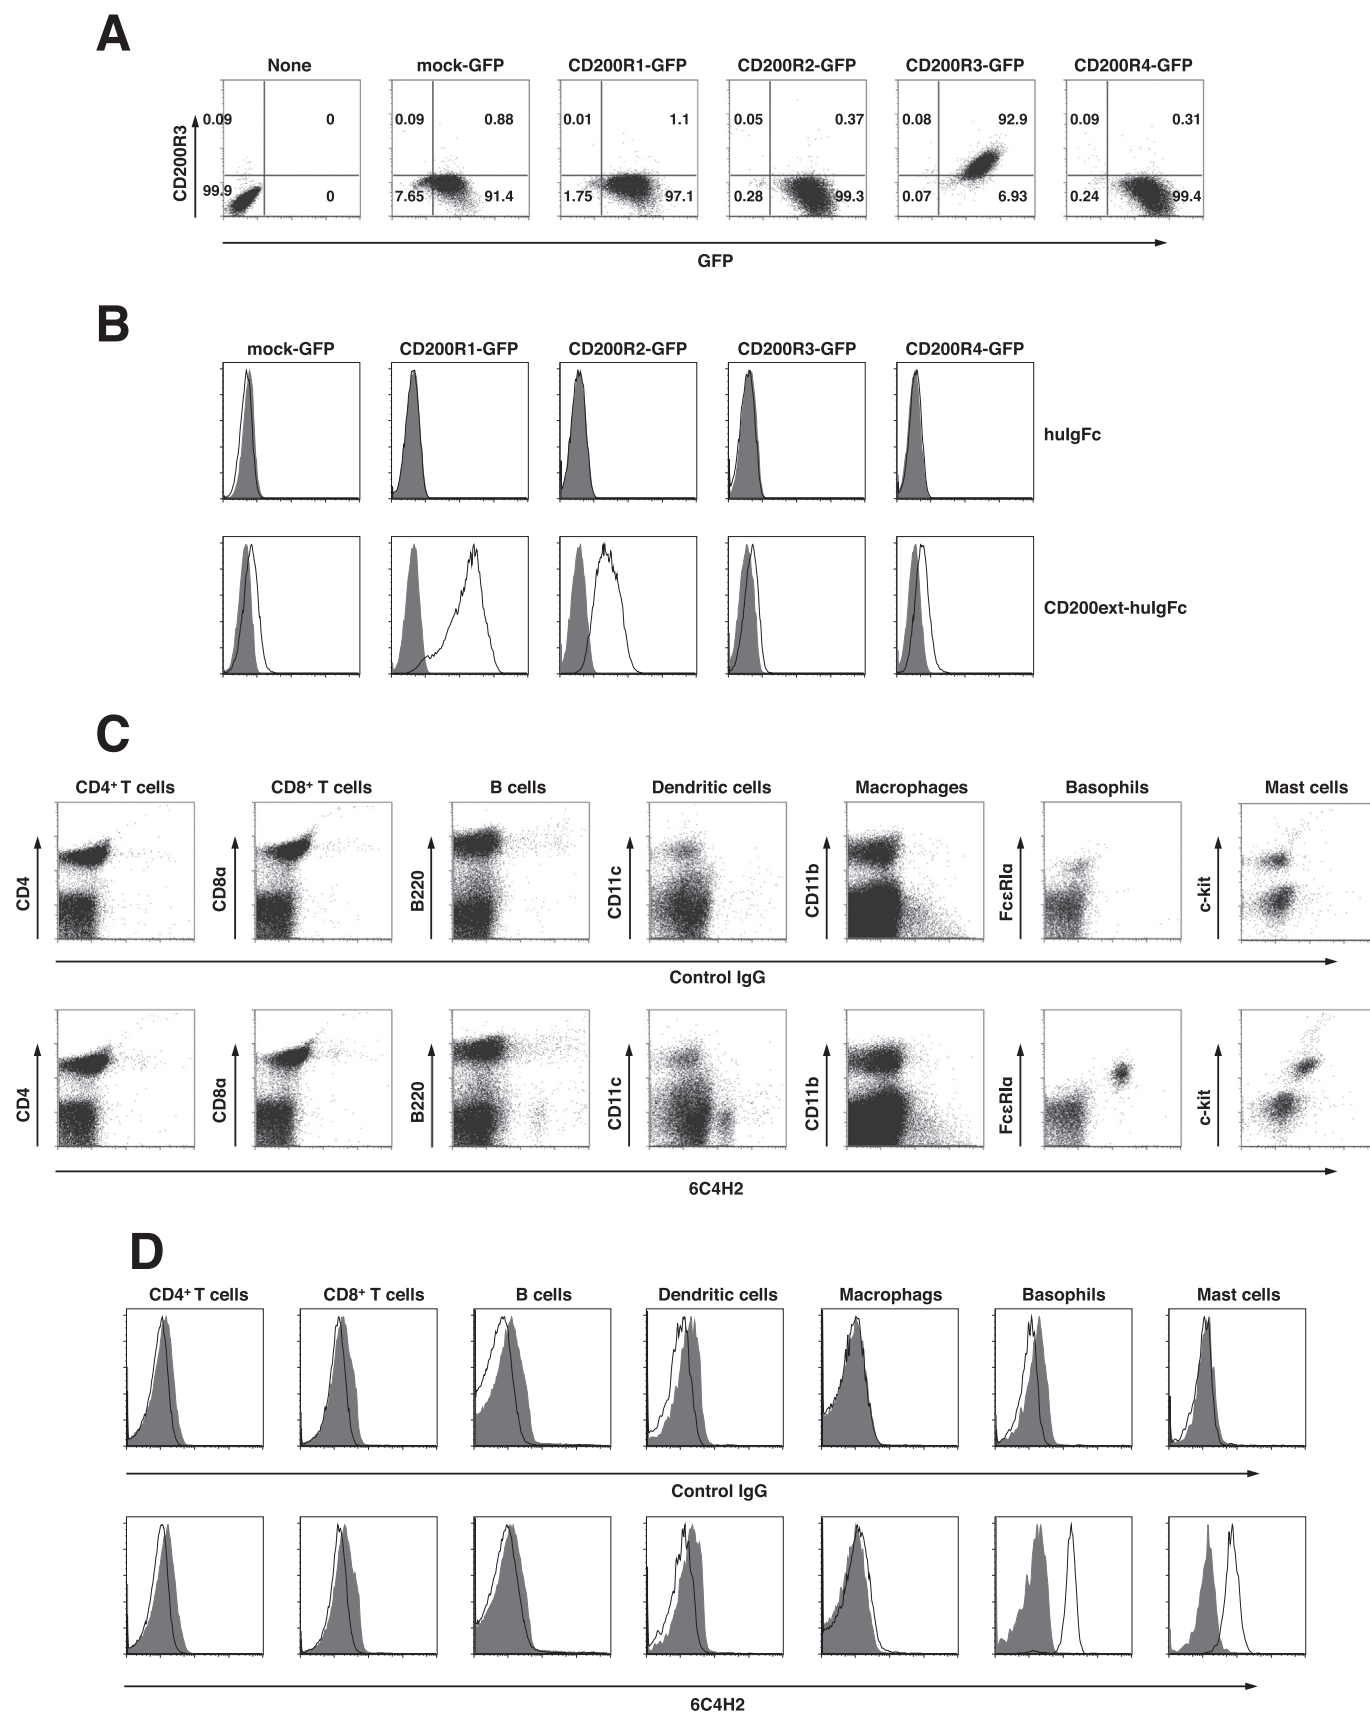 A
None mock-GFP CD200R1-GFP CD200R2-GFP CD200R3-GFP CD200R4-GFP
CD200R3
0.09 0 0.09 0.88 0.01 1.1 0.05 0.37 0.08 92.9 0.09 0.31
99.9 0 7.65 91.4 1.75 97.1 0.28 99.3 0.07 6.93 0.24 99.4
GFP
B
mock-GFP CD200R1-GFP CD200R2-GFP CD200R3-GFP CD200R4-GFP
huIgFc
CD200ext-huIgFc
C
CD4⁺ T cells CD8⁺ T cells B cells Dendritic cells Macrophages Basophils Mast cells
CD4 CD8α B220 CD11c CD11b FcεRIα c-kit
Control IgG
CD4 CD8α B220 CD11c CD11b FcεRIα c-kit
6C4H2
D
CD4⁺ T cells CD8⁺ T cells B cells Dendritic cells Macrophags Basophils Mast cells
Control IgG
6C4H2